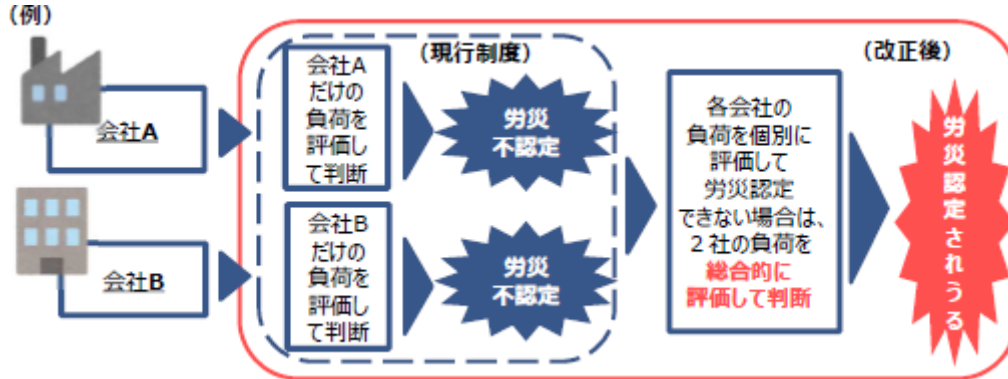 (例)
会社A
会社B
(現行制度)
会社A
だけの
負荷を
評価し
て判断
労災
不認定
会社B
だけの
負荷を
評価し
て判断
労災
不認定
(改正後)
各会社の
負荷を個別に
評価して
労災認定
できない場合は、
2社の負荷を
総合的に
評価して判断
労災認定されうる